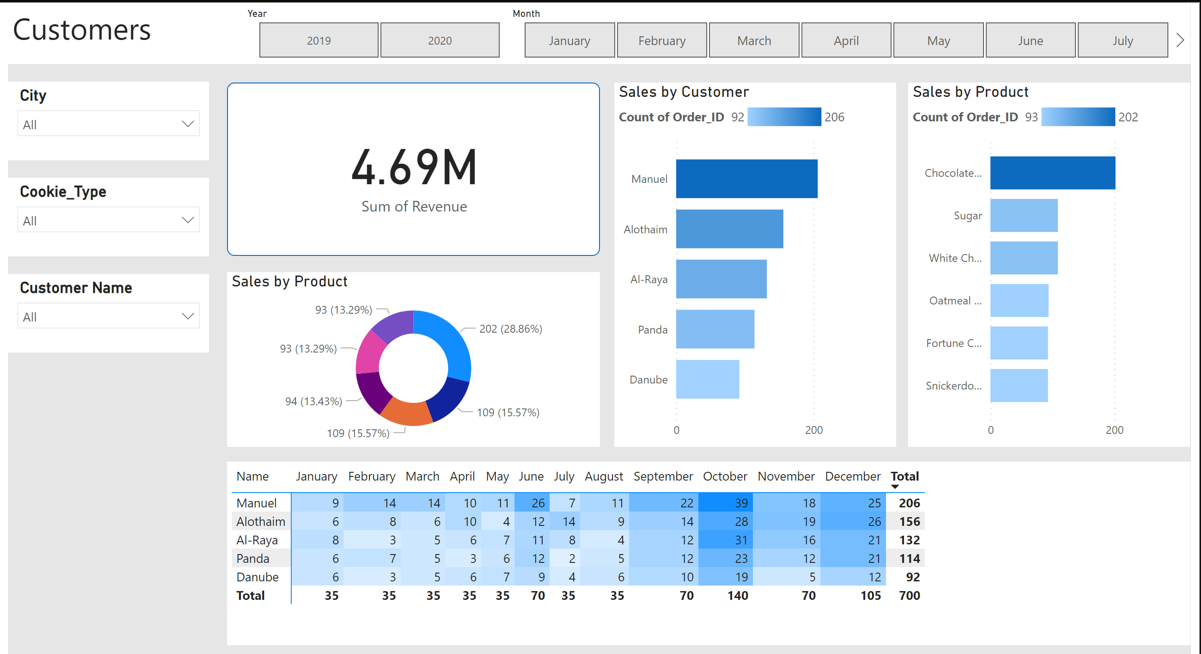 Customers
Year
2019
2020
Month
January
February
March
April
May
June
July
City
All
Cookie_Type
All
Customer Name
All
4.69M
Sum of Revenue
Sales by Product
93 (13.29%)
202 (28.86%)
93 (13.29%)
94 (13.43%)
109 (15.57%)
109 (15.57%)
Sales by Customer
Count of Order_ID 92 206
Manuel
Alothaim
Al-Raya
Panda
Danube
0 200
Sales by Product
Count of Order_ID 93 202
Chocolate...
Sugar
White Ch...
Oatmeal ...
Fortune C...
Snickerdo...
0 200
Name January February March April May June July August September October November December Total
Manuel 9 14 14 10 11 26 7 11 22 39 18 25 206
Alothaim 6 8 6 10 4 12 14 9 14 28 19 26 156
Al-Raya 8 3 5 6 7 11 8 4 12 31 16 21 132
Panda 6 7 5 3 6 12 2 5 12 23 12 21 114
Danube 6 3 5 6 7 9 4 6 10 19 5 12 92
Total 35 35 35 35 35 70 35 35 70 140 70 105 700